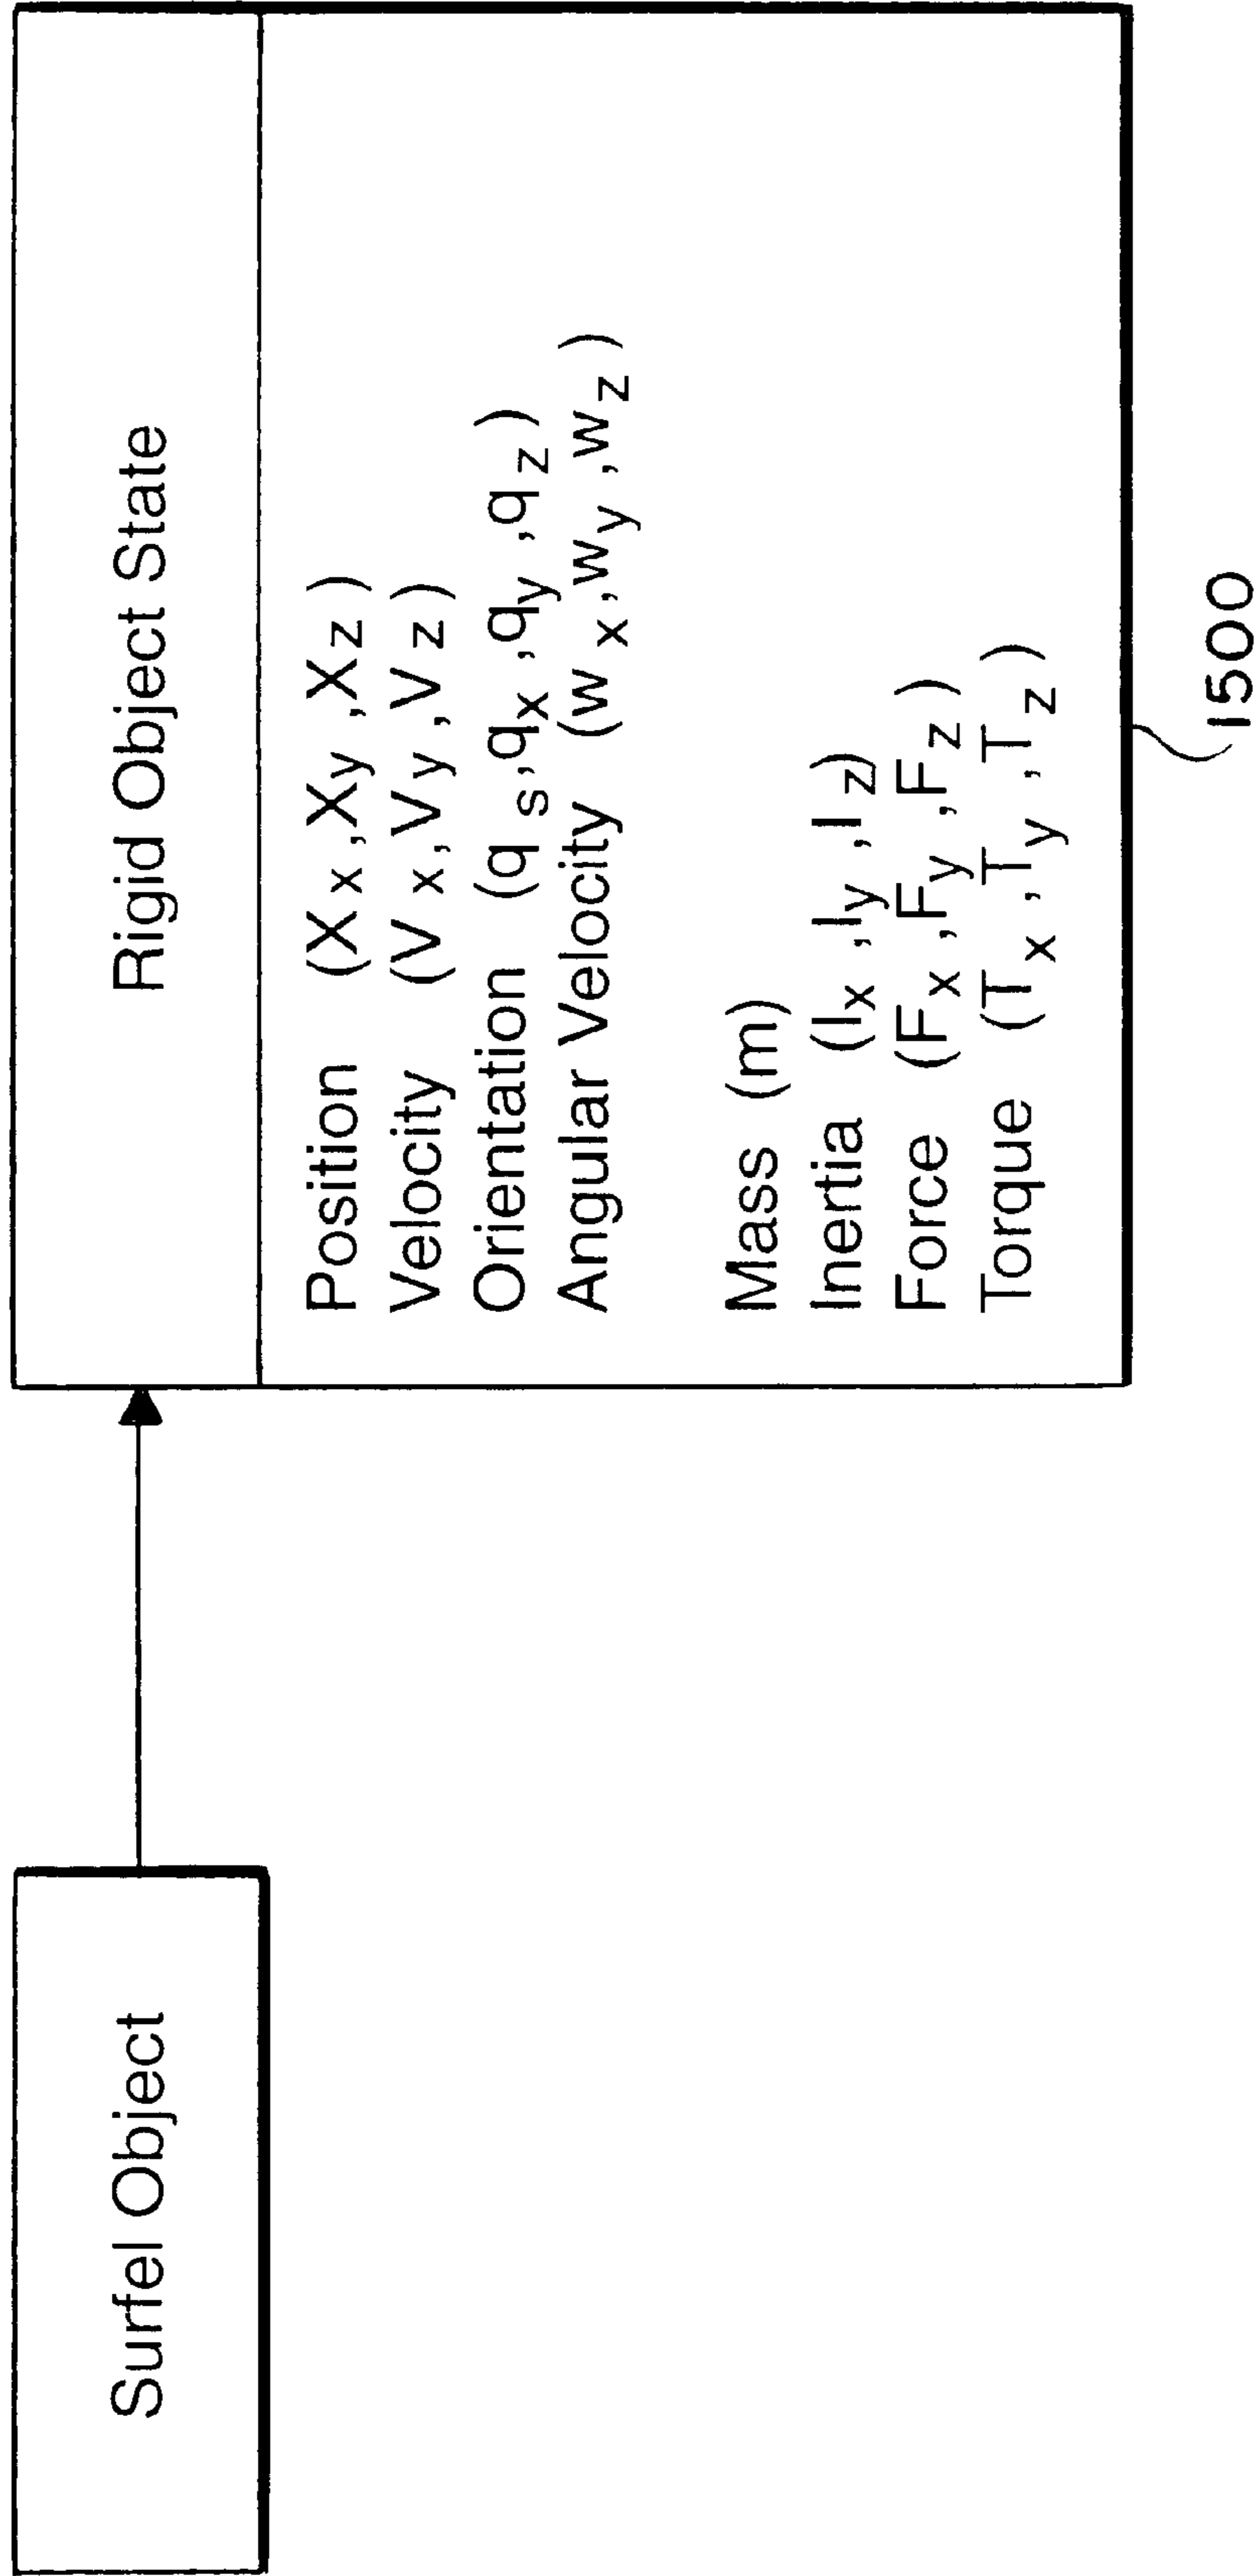 Surfel Object
Rigid Object State
Position (Xx,Xy,Xz)
Velocity (Vx,Vy,Vz)
Orientation (qs,qx,qy,qz)
Angular Velocity (wx,wy,wz)
Mass (m)
Inertia (Ix,Iy,Iz)
Force (Fx,Fy,Fz)
Torque (Tx,Ty,Tz)
1500